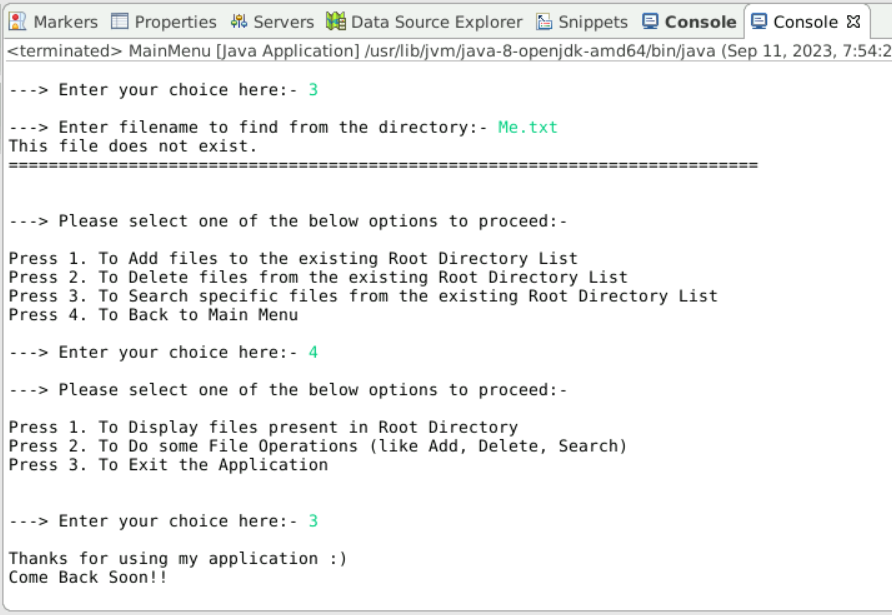 Markers Properties Servers Data Source Explorer Snippets Console Console
<terminated> MainMenu [Java Application] /usr/lib/jvm/java-8-openjdk-amd64/bin/java (Sep 11, 2023, 7:54:2
---> Enter your choice here:- 3
---> Enter filename to find from the directory:- Me.txt
This file does not exist.
===========================================================================
---> Please select one of the below options to proceed:-
Press 1. To Add files to the existing Root Directory List
Press 2. To Delete files from the existing Root Directory List
Press 3. To Search specific files from the existing Root Directory List
Press 4. To Back to Main Menu
---> Enter your choice here:- 4
---> Please select one of the below options to proceed:-
Press 1. To Display files present in Root Directory
Press 2. To Do some File Operations (like Add, Delete, Search)
Press 3. To Exit the Application
---> Enter your choice here:- 3
Thanks for using my application :)
Come Back Soon!!